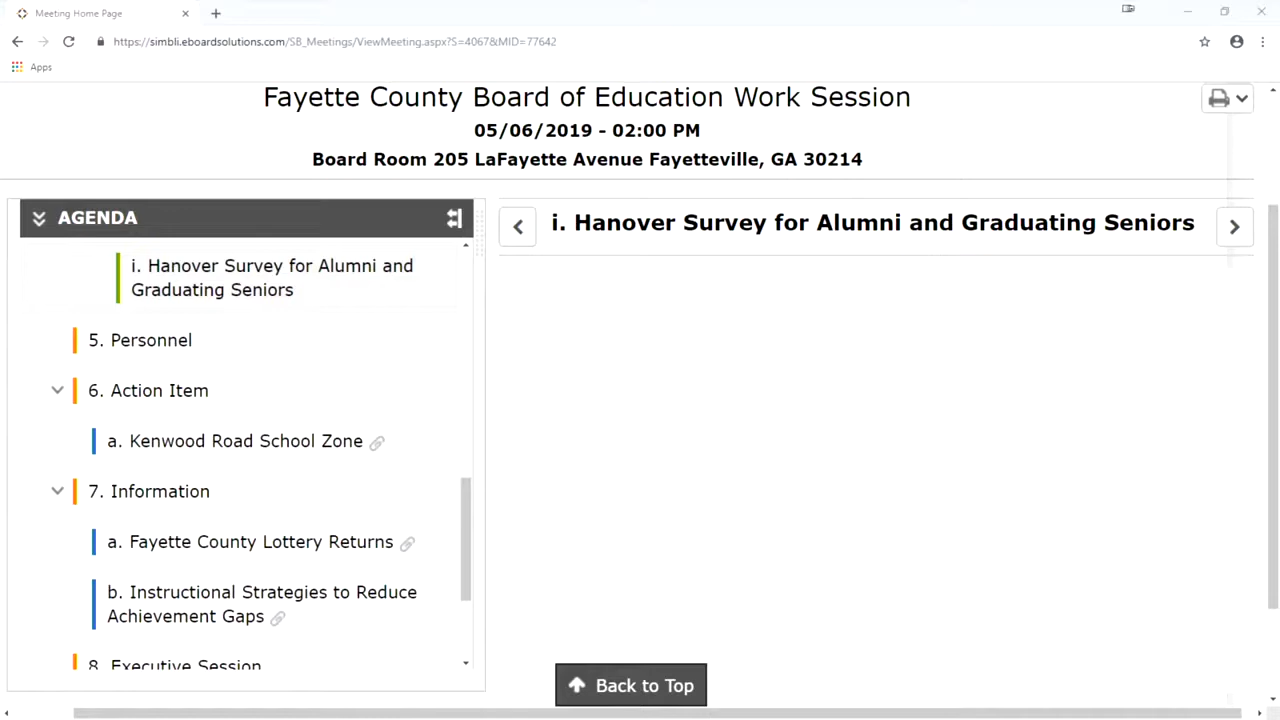 Meeting Home Page
https://simbli.eboardsolutions.com/SB_Meetings/ViewMeeting.aspx?S=4067&MID=77642
Apps
Fayette County Board of Education Work Session
05/06/2019 - 02:00 PM
Board Room 205 LaFayette Avenue Fayetteville, GA 30214
AGENDA
i. Hanover Survey for Alumni and
Graduating Seniors
5. Personnel
6. Action Item
a. Kenwood Road School Zone
7. Information
a. Fayette County Lottery Returns
b. Instructional Strategies to Reduce
Achievement Gaps
8. Executive Session
i. Hanover Survey for Alumni and Graduating Seniors
Back to Top